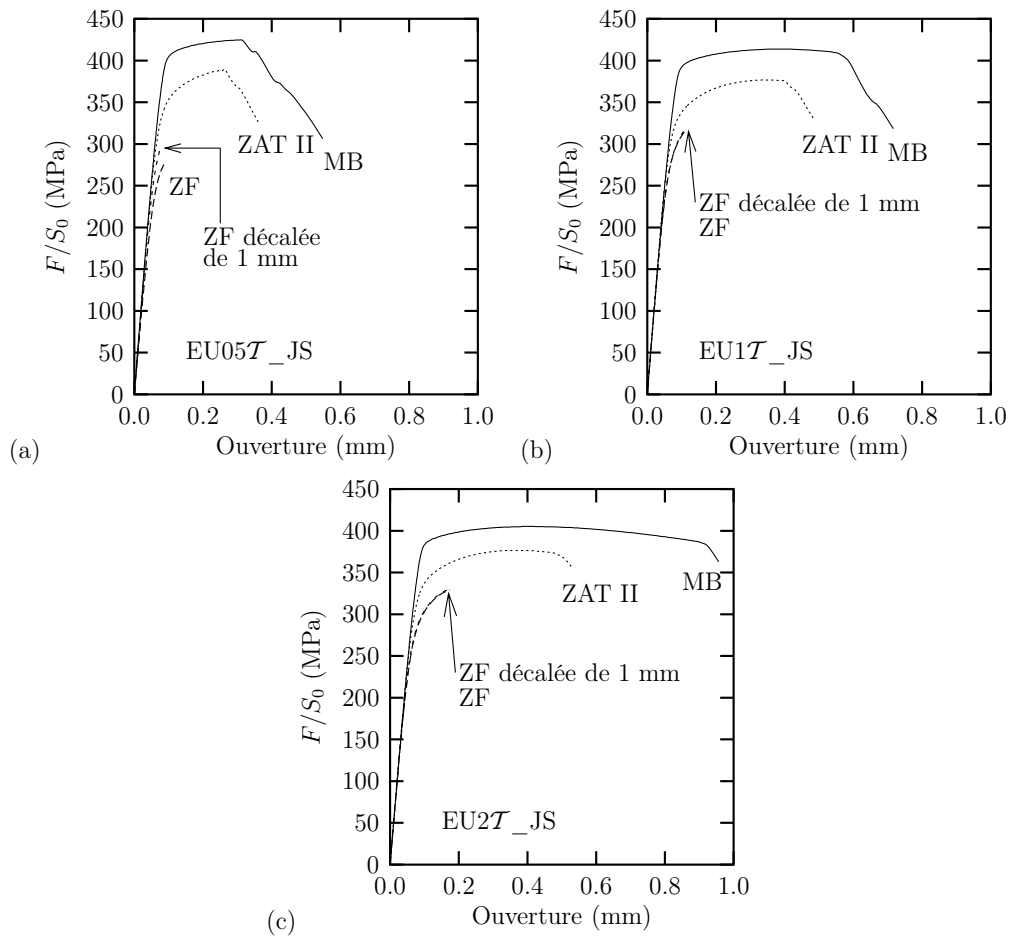 450
400
350
300
250
200
150
100
50
0
F/S₀ (MPa)
ZAT II
MB
ZF
ZF décalée
de 1 mm
EU05𝒯_JS
0.0 0.2 0.4 0.6 0.8 1.0
Ouverture (mm)
(a)
450
400
350
300
250
200
150
100
50
0
F/S₀ (MPa)
ZAT II
MB
ZF décalée de 1 mm
ZF
EU1𝒯_JS
0.0 0.2 0.4 0.6 0.8 1.0
Ouverture (mm)
(b)
450
400
350
300
250
200
150
100
50
0
F/S₀ (MPa)
MB
ZAT II
ZF décalée de 1 mm
ZF
EU2𝒯_JS
0.0 0.2 0.4 0.6 0.8 1.0
Ouverture (mm)
(c)